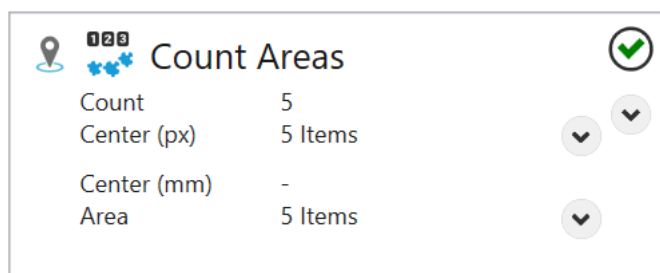 123
Count Areas
Count 5
Center (px) 5 Items
Center (mm) -
Area 5 Items